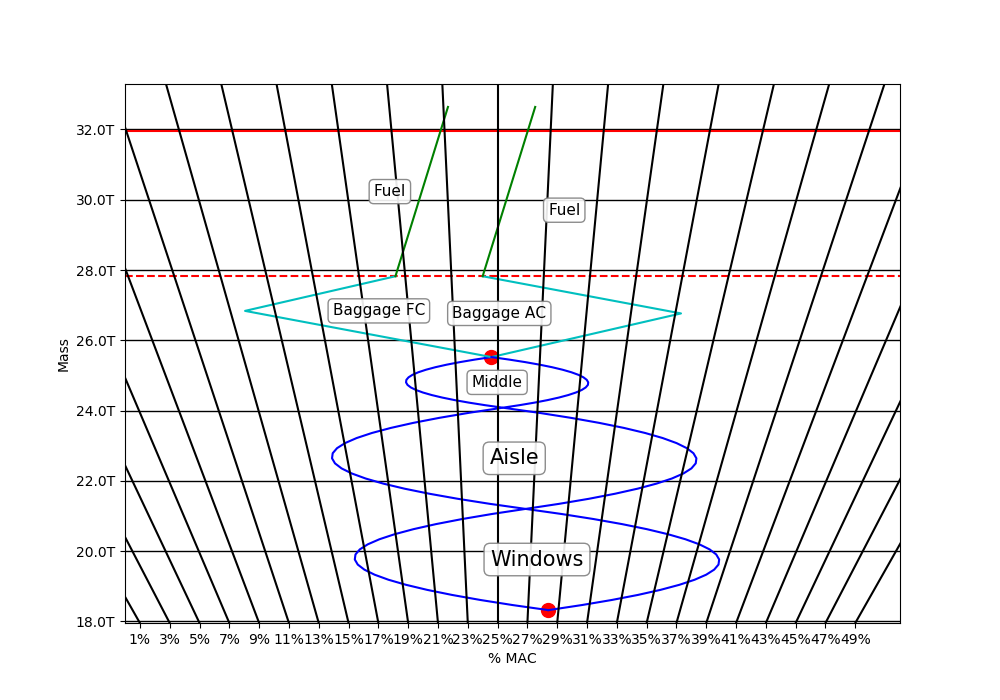 32.0T
30.0T
Fuel
Fuel
28.0T
Baggage FC
Baggage AC
26.0T
Mass
Middle
24.0T
Aisle
22.0T
20.0T
Windows
18.0T
1% 3% 5% 7% 9% 11% 13% 15% 17% 19% 21% 23% 25% 27% 29% 31% 33% 35% 37% 39% 41% 43% 45% 47% 49%
% MAC